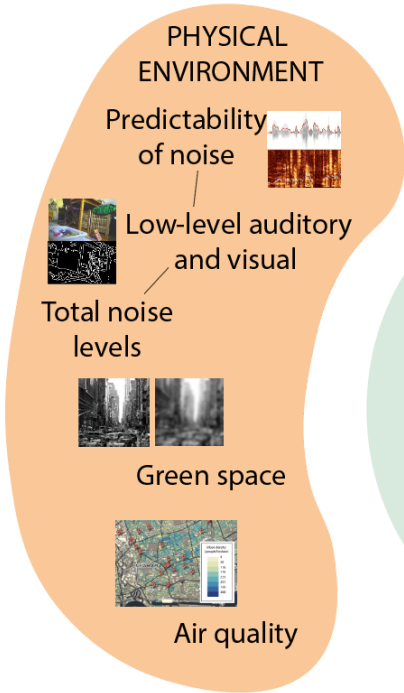 PHYSICAL
ENVIRONMENT
Predictability
of noise
Low-level auditory
and visual
Total noise
levels
Green space
Air quality